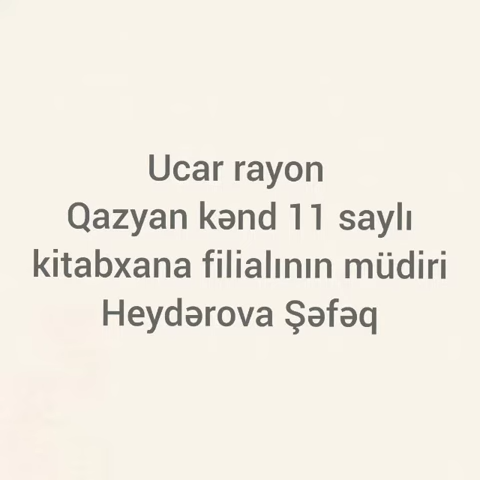 Ucar rayon
Qazyan kənd 11 saylı
kitabxana filialının müdiri
Heydərova Şəfəq